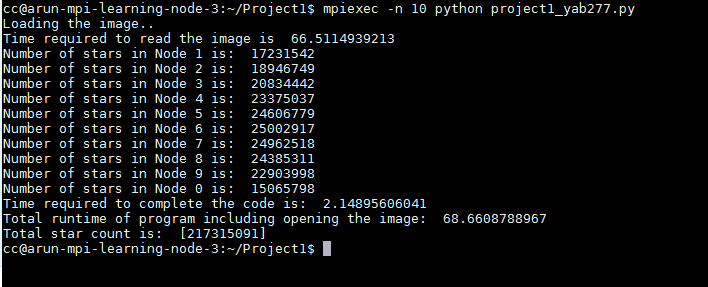 cc@arun-mpi-learning-node-3:~/Project1$ mpiexec -n 10 python project1_yab277.py
Loading the image..
Time required to read the image is  66.5114939213
Number of stars in Node 1 is:  17231542
Number of stars in Node 2 is:  18946749
Number of stars in Node 3 is:  20834442
Number of stars in Node 4 is:  23375037
Number of stars in Node 5 is:  24606779
Number of stars in Node 6 is:  25002917
Number of stars in Node 7 is:  24962518
Number of stars in Node 8 is:  24385311
Number of stars in Node 9 is:  22903998
Number of stars in Node 0 is:  15065798
Time required to complete the code is:  2.14895606041
Total runtime of program including opening the image:  68.6608788967
Total star count is:  [217315091]
cc@arun-mpi-learning-node-3:~/Project1$